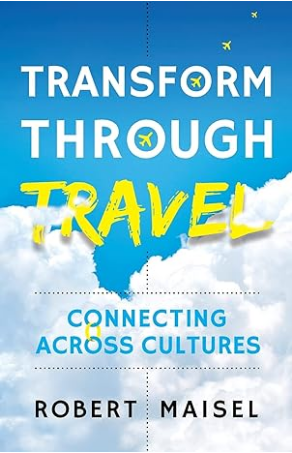 TRANSFORM
THROUGH
TRAVEL
CONNECTING
ACROSS CULTURES
ROBERT MAISEL